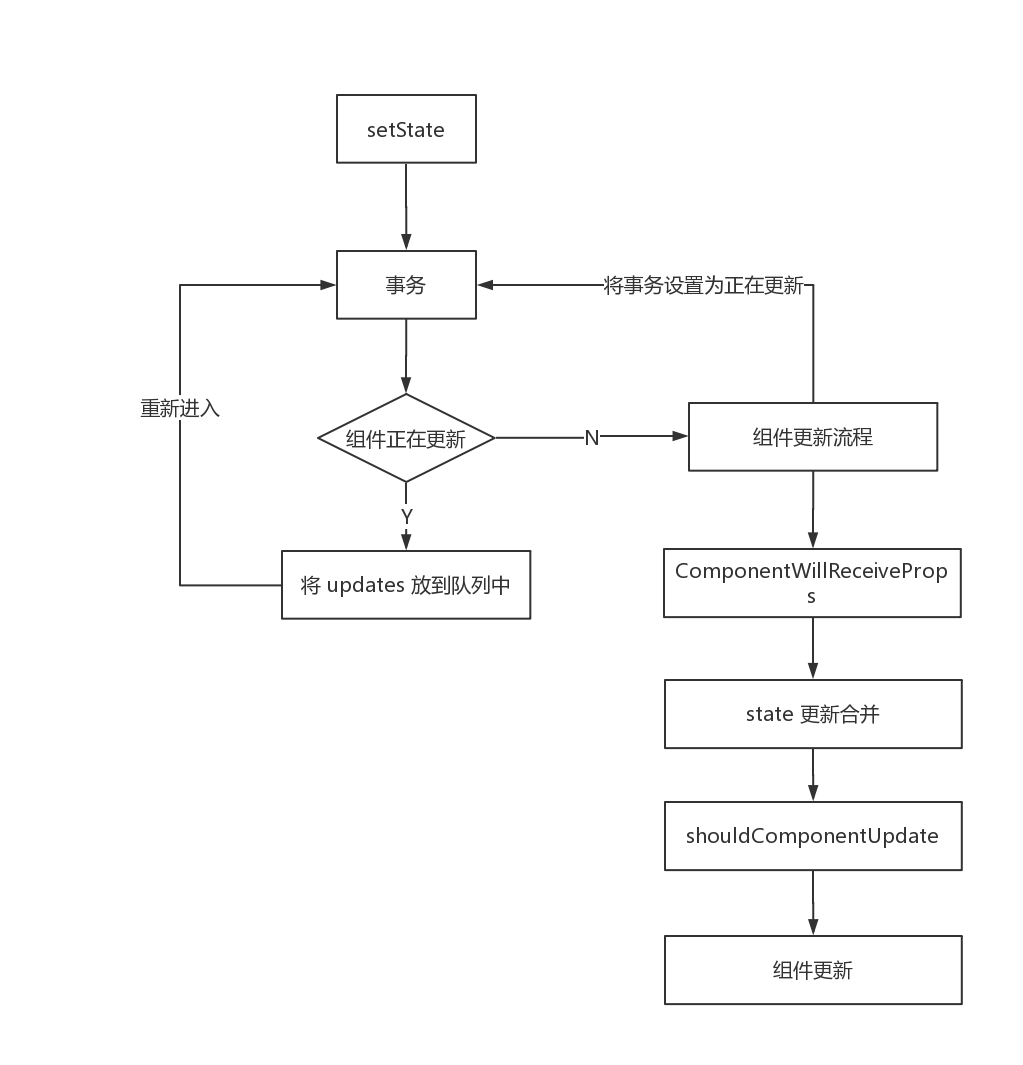 setState
事务
将事务设置为正在更新
重新进入
组件正在更新
N
组件更新流程
Y
将 updates 放到队列中
ComponentWillReceiveProp
s
state 更新合并
shouldComponentUpdate
组件更新